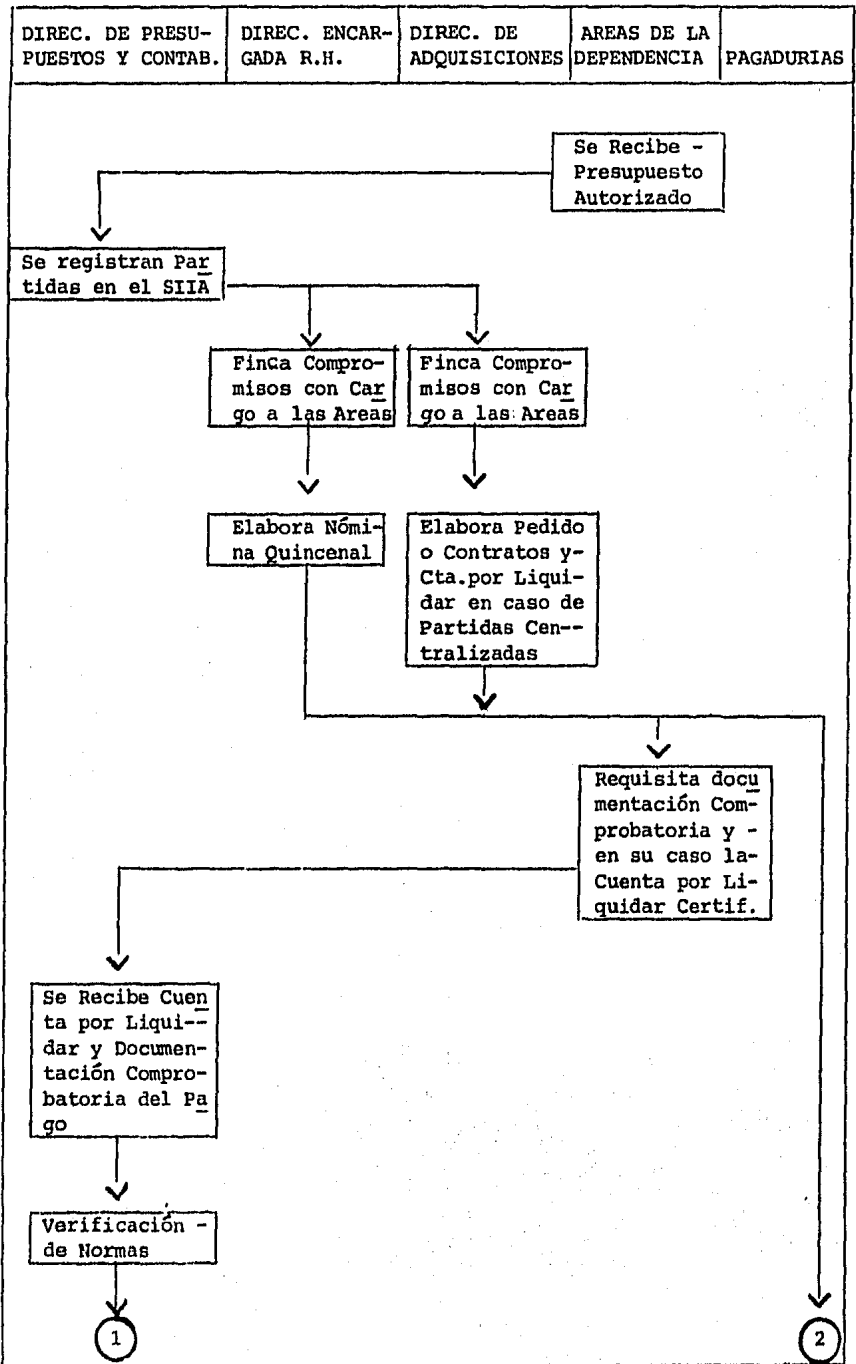 DIREC. DE PRESU-
PUESTOS Y CONTAB.
DIREC. ENCAR-
GADA R.H.
DIREC. DE
ADQUISICIONES
AREAS DE LA
DEPENDENCIA
PAGADURIAS
Se Recibe -
Presupuesto
Autorizado
Se registran Par
tidas en el SIIA
Finca Compro-
misos con Car
go a las Areas
Finca Compro-
misos con Car
go a las Areas
Elabora Nómi-
na Quincenal
Elabora Pedido
o Contratos y-
Cta.por Liqui-
dar en caso de
Partidas Cen--
tralizadas
Requisita docu
mentación Com-
probatoria y -
en su caso la-
Cuenta por Li-
quidar Certif.
Se Recibe Cuen
ta por Liqui--
dar y Documen-
tación Compro-
batoria del Pa
go
Verificación -
de Normas
1
2